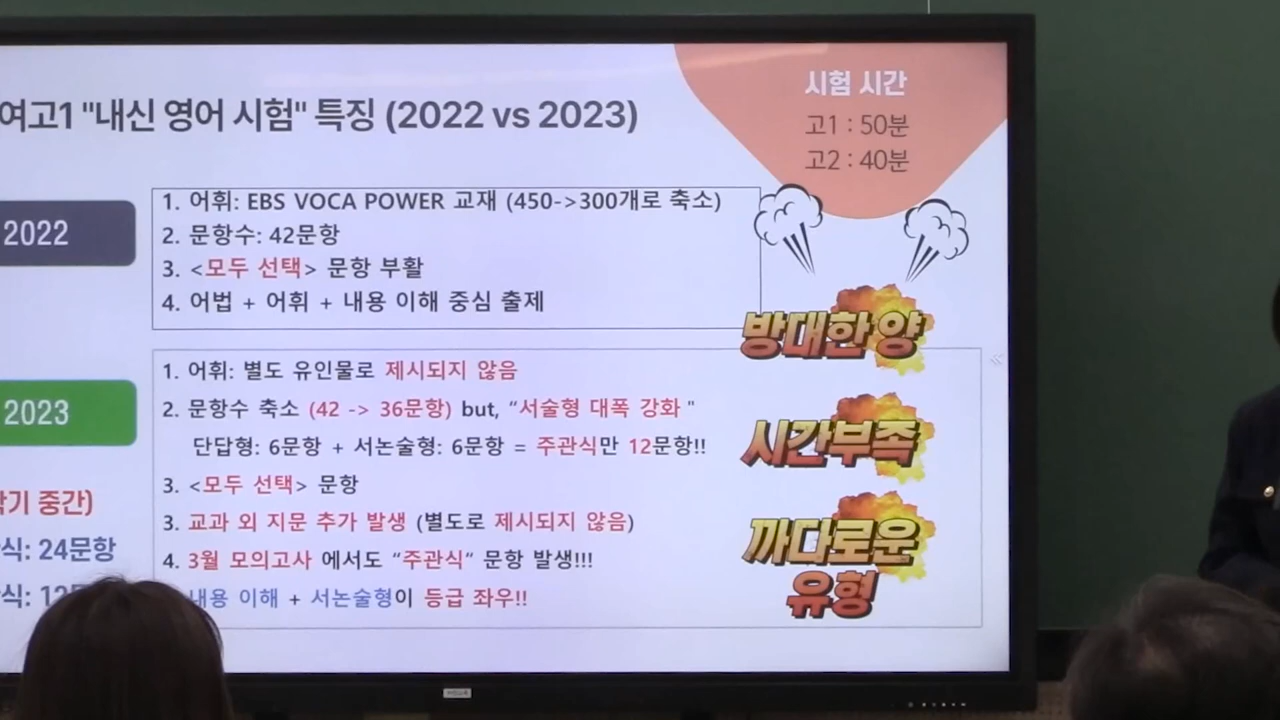 여고1 "내신 영어 시험" 특징 (2022 vs 2023)
시험 시간
고1 : 50분
고2 : 40분
2022
1. 어휘: EBS VOCA POWER 교재 (450->300개로 축소)
2. 문항수: 42문항
3. <모두 선택> 문항 부활
4. 어법 + 어휘 + 내용 이해 중심 출제
2023
1. 어휘: 별도 유인물로 제시되지 않음
2. 문항수 축소 (42 -> 36문항) but, “서술형 대폭 강화 "
단답형: 6문항 + 서논술형: 6문항 = 주관식만 12문항!!
3. <모두 선택> 문항
3. 교과 외 지문 추가 발생 (별도로 제시되지 않음)
4. 3월 모의고사 에서도 “주관식“ 문항 발생!!!
내용 이해 + 서논술형이 등급 좌우!!
방대한 양
시간부족
까다로운
유형
중간)
식: 24문항
식: